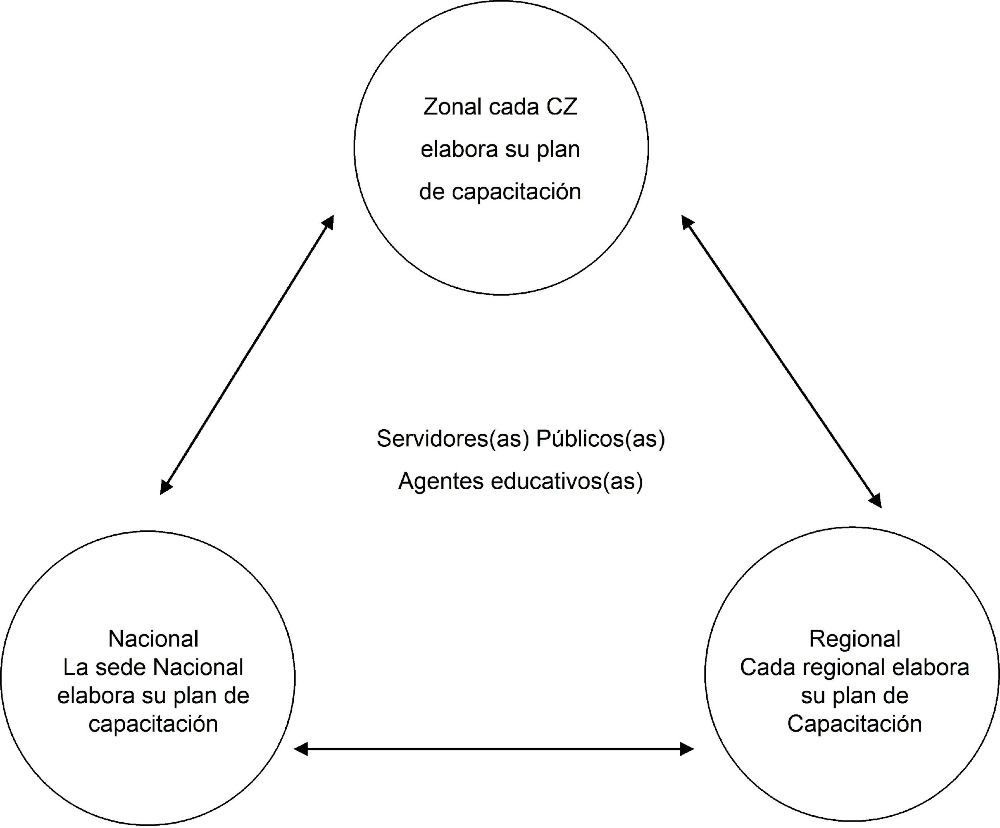 Zonal cada CZ
elabora su plan
de capacitación
Servidores(as) Públicos(as)
Agentes educativos(as)
Nacional
La sede Nacional
elabora su plan de
capacitación
Regional
Cada regional elabora
su plan de
Capacitación